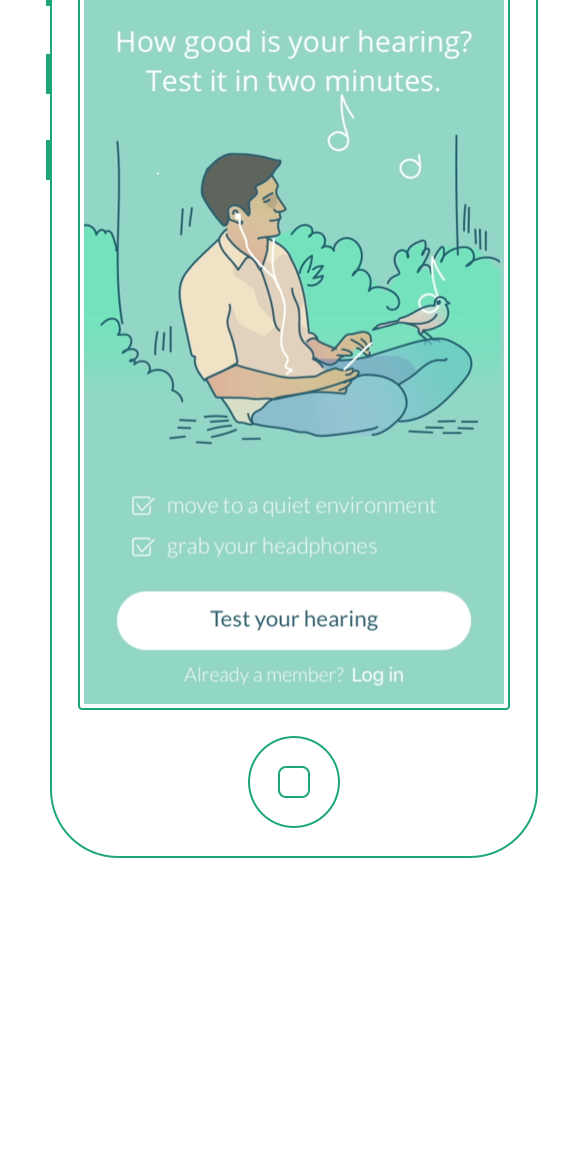 How good is your hearing?
Test it in two minutes.
move to a quiet environment
grab your headphones
Test your hearing
Already a member? Log in